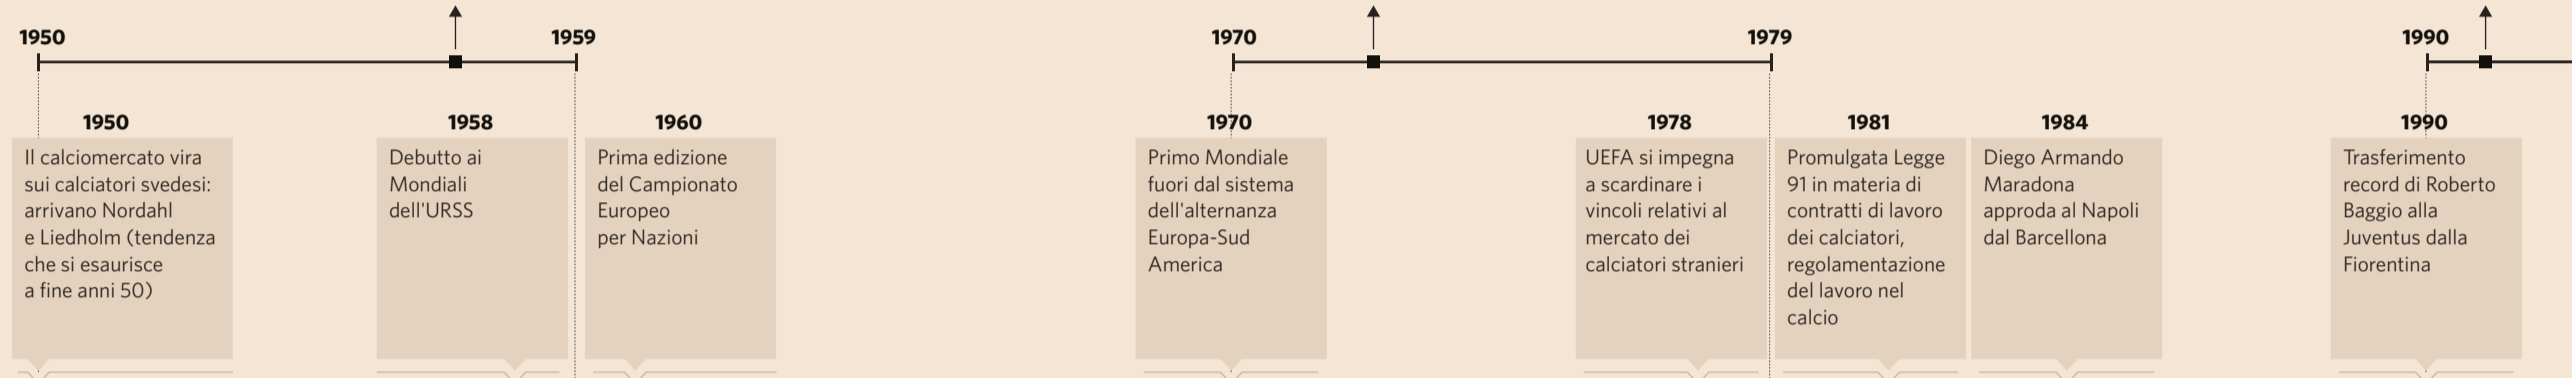 1950
1959
1970
1979
1990
1950
Il calciomercato vira
sui calciatori svedesi:
arrivano Nordahl
e Liedholm (tendenza
che si esaurisce
a fine anni 50)
1958
Debutto ai
Mondiali
dell'URSS
1960
Prima edizione
del Campionato
Europeo
per Nazioni
1970
Primo Mondiale
fuori dal sistema
dell'alternanza
Europa-Sud
America
1978
UEFA si impegna
a scardinare i
vincoli relativi al
mercato dei
calciatori stranieri
1981
Promulgata Legge
91 in materia di
contratti di lavoro
dei calciatori,
regolamentazione
del lavoro nel
calcio
1984
Diego Armando
Maradona
approda al Napoli
dal Barcellona
1990
Trasferimento
record di Roberto
Baggio alla
Juventus dalla
Fiorentina